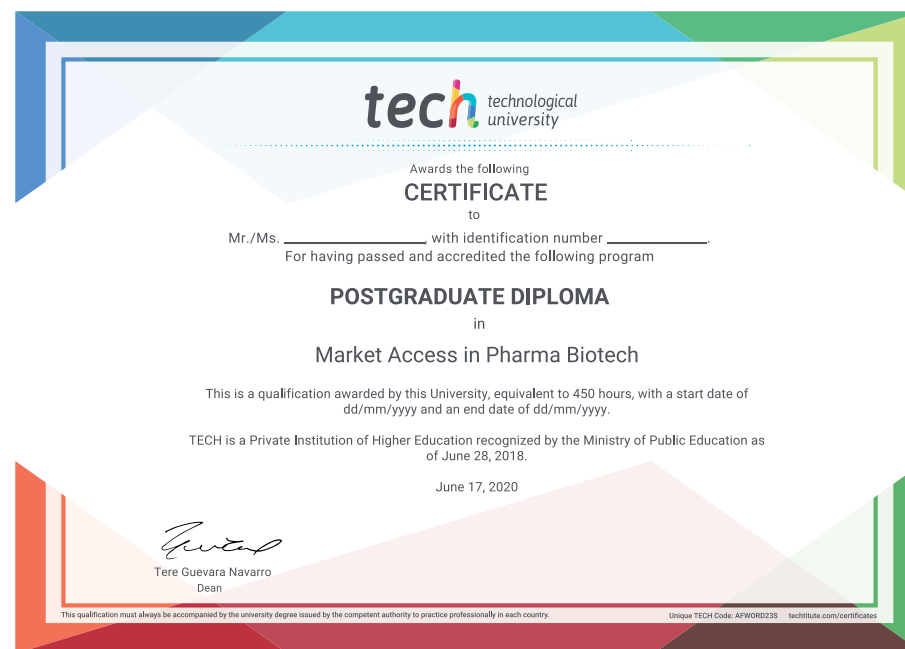 tech technological
university
Awards the following
CERTIFICATE
to
Mr./Ms. ____________________, with identification number ______________.
For having passed and accredited the following program
POSTGRADUATE DIPLOMA
in
Market Access in Pharma Biotech
This is a qualification awarded by this University, equivalent to 450 hours, with a start date of
dd/mm/yyyy and an end date of dd/mm/yyyy.
TECH is a Private Institution of Higher Education recognized by the Ministry of Public Education as
of June 28, 2018.
June 17, 2020
Tere Guevara Navarro
Dean
This qualification must always be accompanied by the university degree issued by the competent authority to practice professionally in each country.
Unique TECH Code: AFWORD23S techtitute.com/certificates